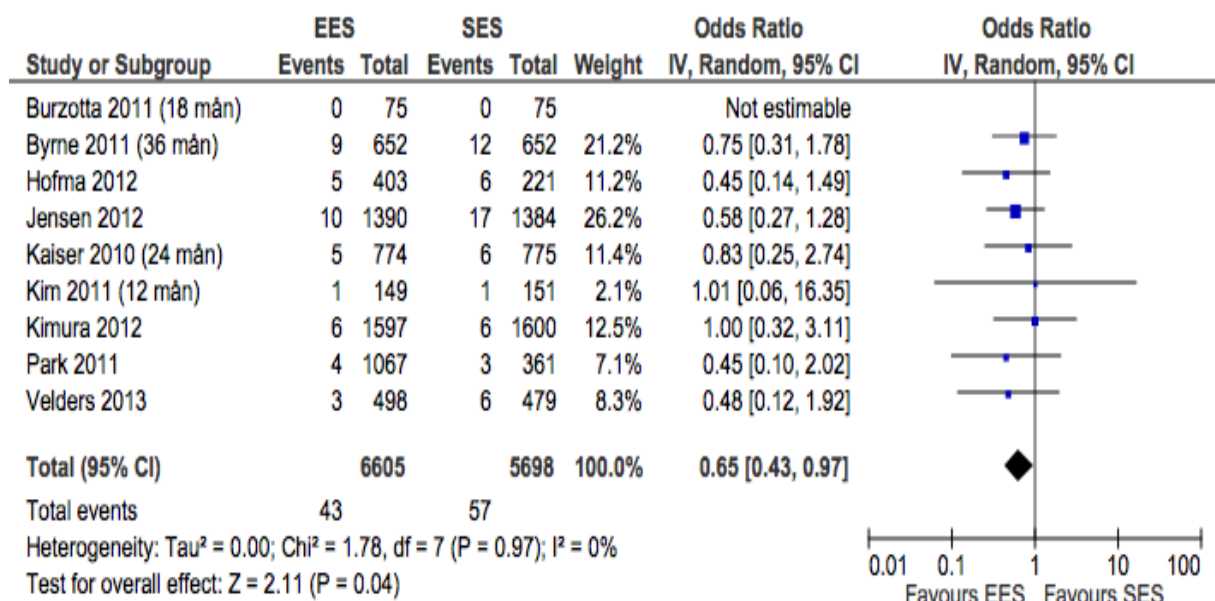 EES SES Odds Ratio Odds Ratio
Study or Subgroup Events Total Events Total Weight IV, Random, 95% CI IV, Random, 95% CI
Burzotta 2011 (18 mån) 0 75 0 75 Not estimable
Byrne 2011 (36 mån) 9 652 12 652 21.2% 0.75 [0.31, 1.78]
Hofma 2012 5 403 6 221 11.2% 0.45 [0.14, 1.49]
Jensen 2012 10 1390 17 1384 26.2% 0.58 [0.27, 1.28]
Kaiser 2010 (24 mån) 5 774 6 775 11.4% 0.83 [0.25, 2.74]
Kim 2011 (12 mån) 1 149 1 151 2.1% 1.01 [0.06, 16.35]
Kimura 2012 6 1597 6 1600 12.5% 1.00 [0.32, 3.11]
Park 2011 4 1067 3 361 7.1% 0.45 [0.10, 2.02]
Velders 2013 3 498 6 479 8.3% 0.48 [0.12, 1.92]
Total (95% CI) 6605 5698 100.0% 0.65 [0.43, 0.97]
Total events 43 57
Heterogeneity: Tau² = 0.00; Chi² = 1.78, df = 7 (P = 0.97); I² = 0%
Test for overall effect: Z = 2.11 (P = 0.04)
0.01 0.1 1 10 100
Favours EES Favours SES